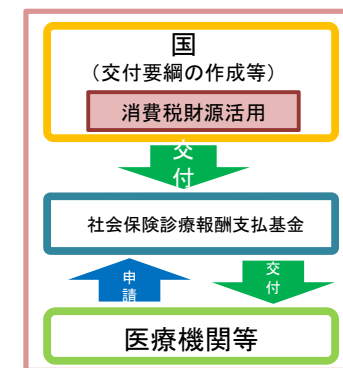 国
（交付要綱の作成等）
消費税財源活用
交
付
社会保険診療報酬支払基金
申
請
交
付
医療機関等